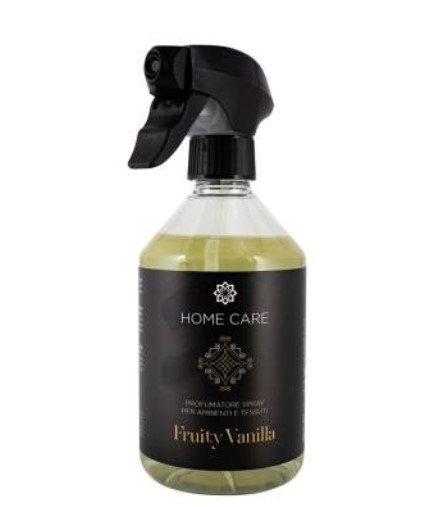 HOME CARE
PROFUMATORE SPRAY
PER AMBIENTI E TESSUTI
Fruity Vanilla